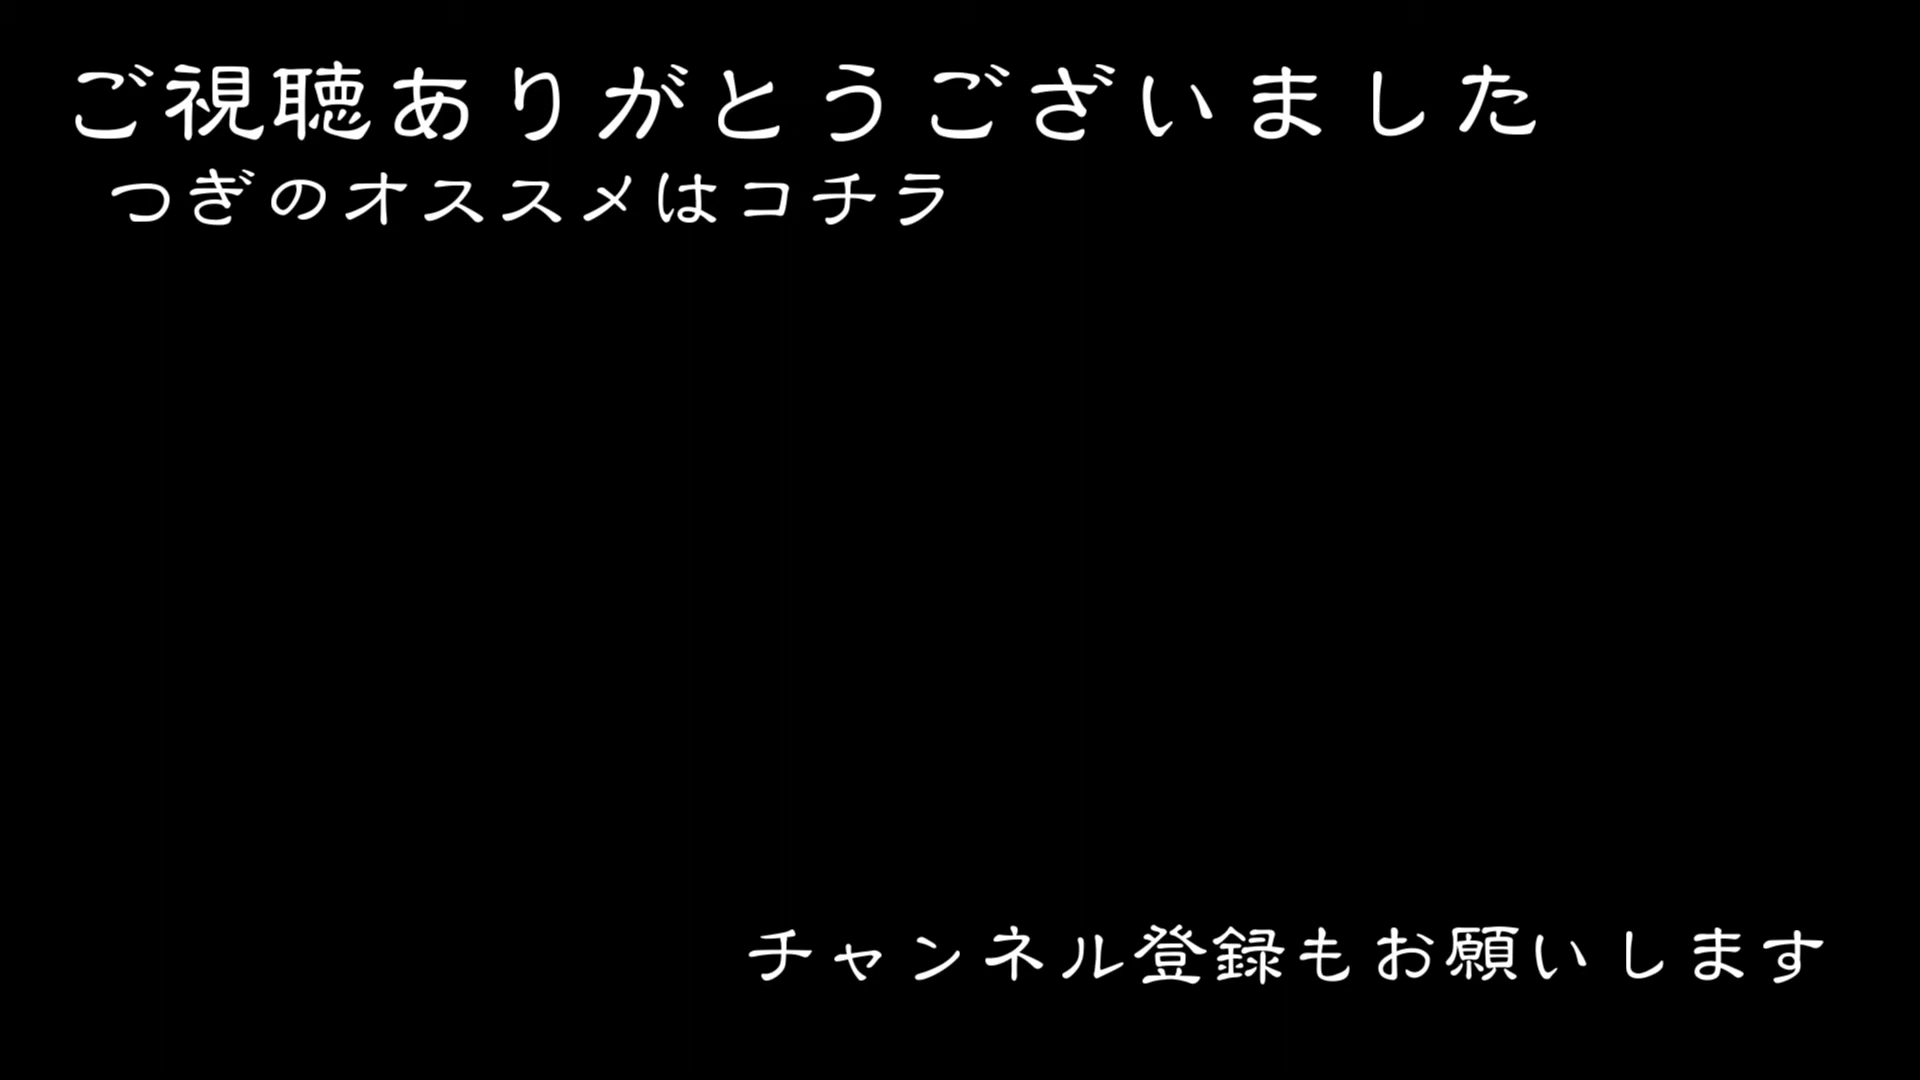 ご視聴ありがとうございました
つぎのオススメはコチラ
チャンネル登録もお願いします